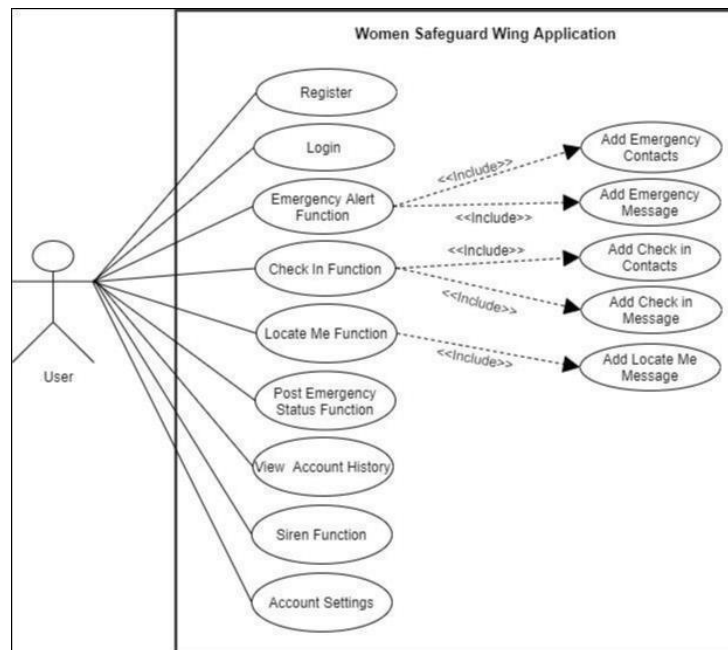 Women Safeguard Wing Application
Register
Login
Emergency Alert
Function
Check In Function
Locate Me Function
Post Emergency
Status Function
View Account History
Siren Function
Account Settings
User
<<Include>>
<<Include>>
<<Include>>
<<Include>>
<<Include>>
Add Emergency
Contacts
Add Emergency
Message
Add Check in
Contacts
Add Check in
Message
Add Locate Me
Message